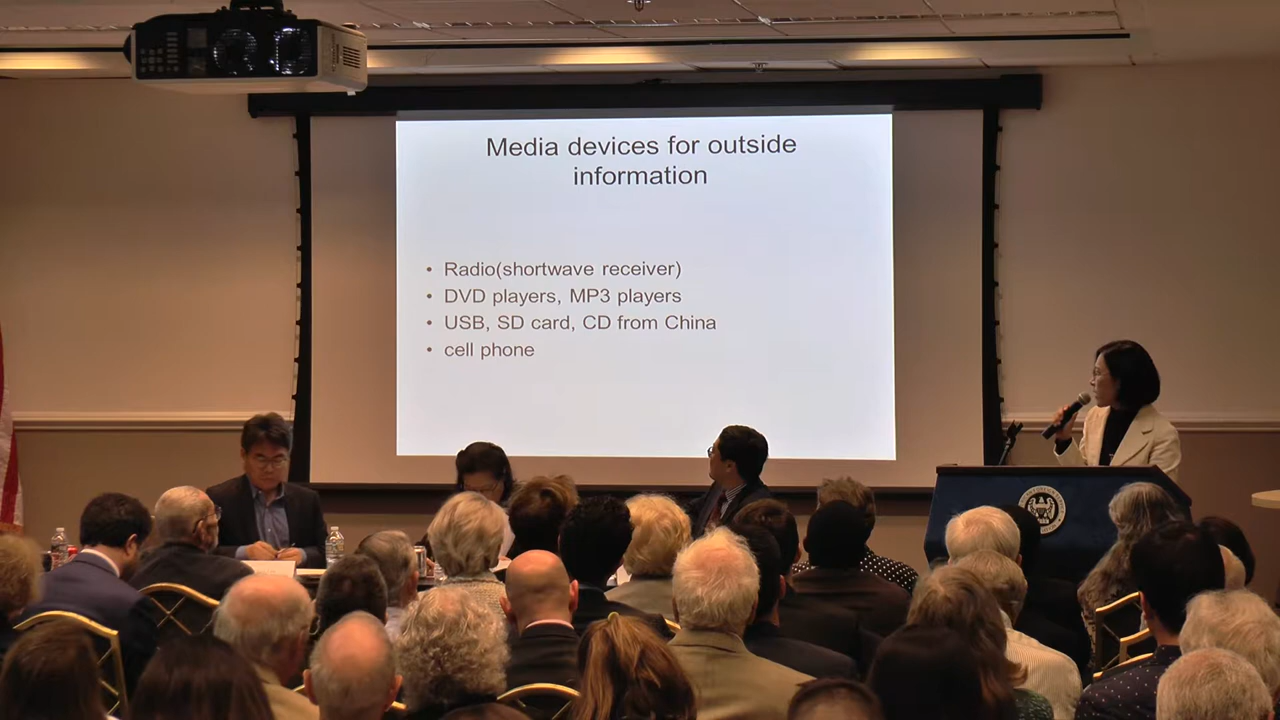 Media devices for outside
information
• Radio(shortwave receiver)
• DVD players, MP3 players
• USB, SD card, CD from China
• cell phone